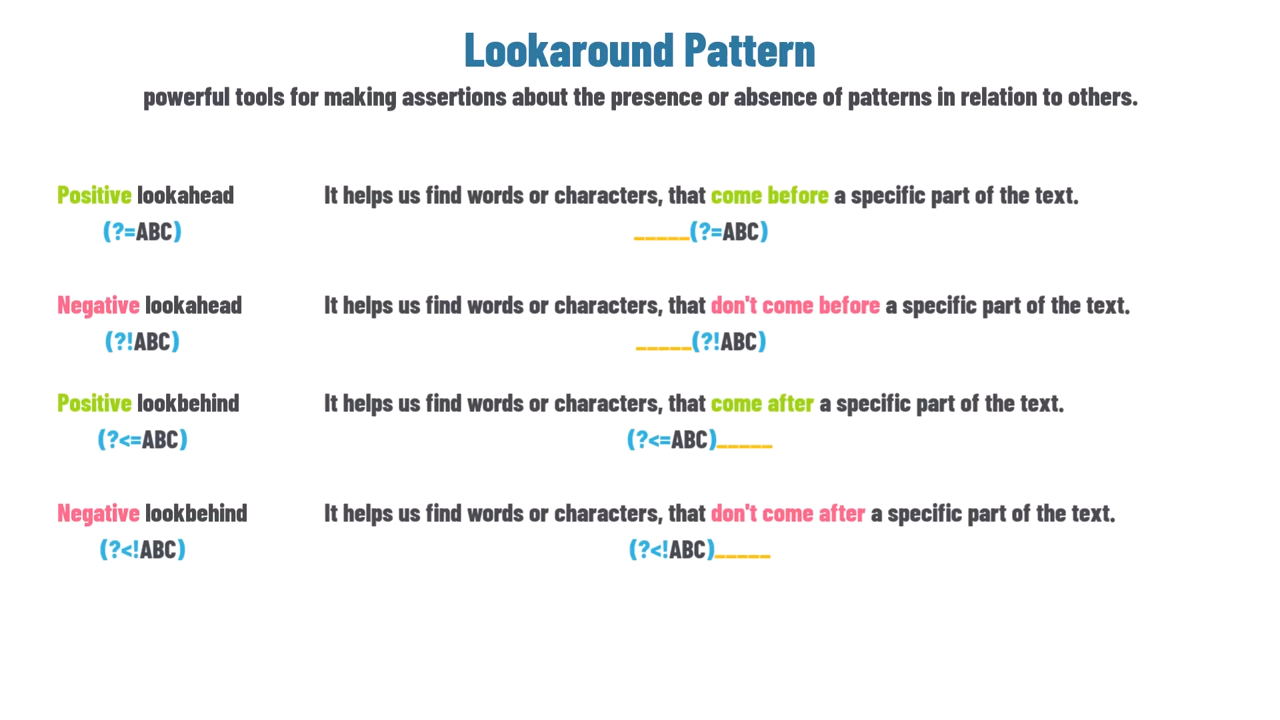 Lookaround Pattern
powerful tools for making assertions about the presence or absence of patterns in relation to others.
Positive lookahead
It helps us find words or characters, that come before a specific part of the text.
(?=ABC)
_____(?=ABC)
Negative lookahead
It helps us find words or characters, that don't come before a specific part of the text.
(?!ABC)
_____(?!ABC)
Positive lookbehind
It helps us find words or characters, that come after a specific part of the text.
(?<=ABC)
(?<=ABC)_____
Negative lookbehind
It helps us find words or characters, that don't come after a specific part of the text.
(?<!ABC)
(?<!ABC)_____